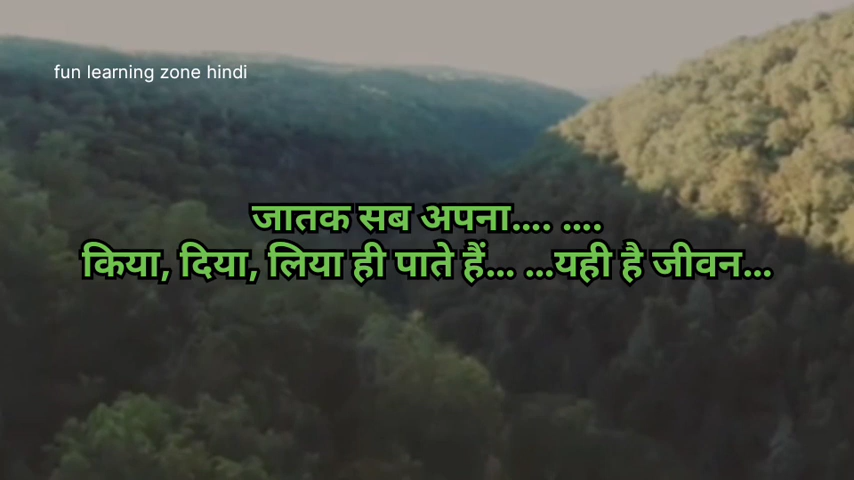 fun learning zone hindi
जातक सब अपना.... ....
किया, दिया, लिया ही पाते हैं... ...यही है जीवन...